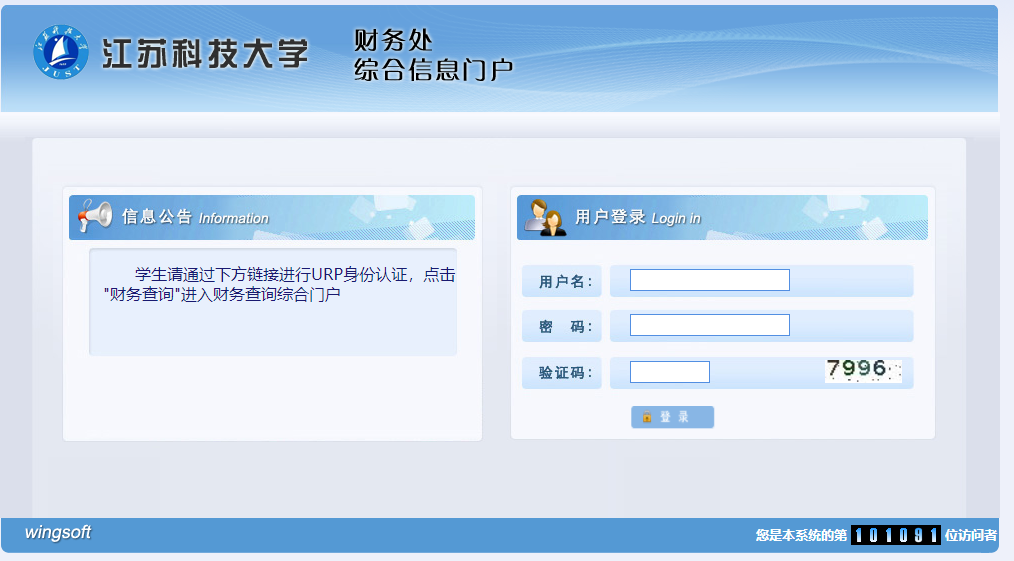 江苏科技大学
JUST
财务处
综合信息门户
信息公告 Information
学生请通过下方链接进行URP身份认证，点击
"财务查询"进入财务查询综合门户
用户登录 Login in
用户名：
密 码：
验证码：
7996
登 录
wingsoft
您是本系统的第 101091 位访问者